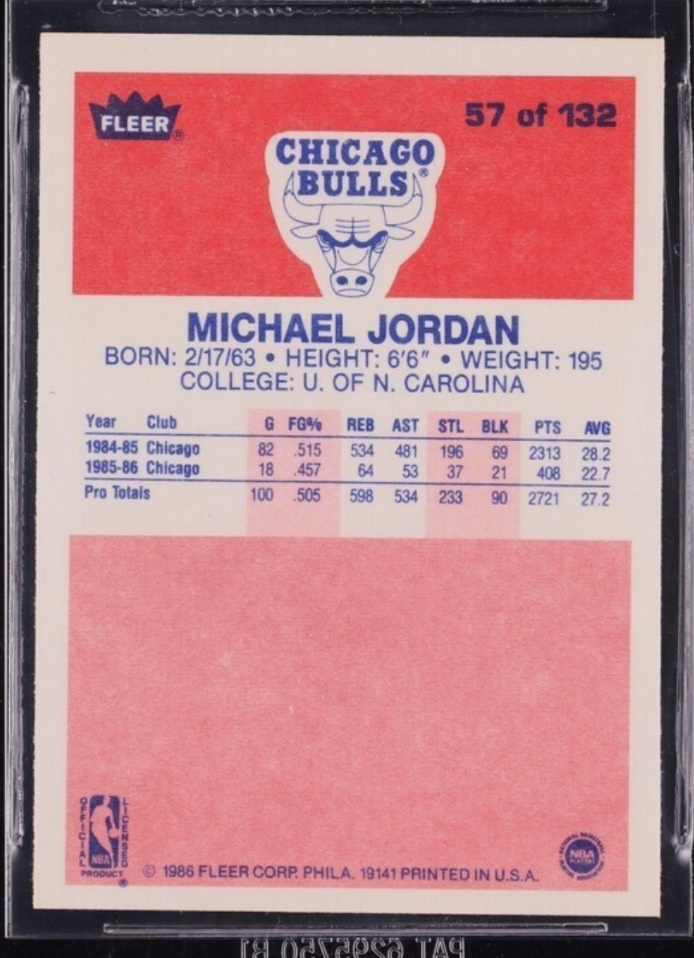 FLEER®
57 of 132
CHICAGO
BULLS®
MICHAEL JORDAN
BORN: 2/17/63 • HEIGHT: 6'6" • WEIGHT: 195
COLLEGE: U. OF N. CAROLINA
Year Club G FG% REB AST STL BLK PTS AVG
1984-85 Chicago 82 .515 534 481 196 69 2313 28.2
1985-86 Chicago 18 .457 64 53 37 21 408 22.7
Pro Totals 100 .505 598 534 233 90 2721 27.2
OFFICIAL
LICENSED
NBA
PRODUCT®
NBA
PLAYERS
© 1986 FLEER CORP. PHILA. 19141 PRINTED IN U.S.A.